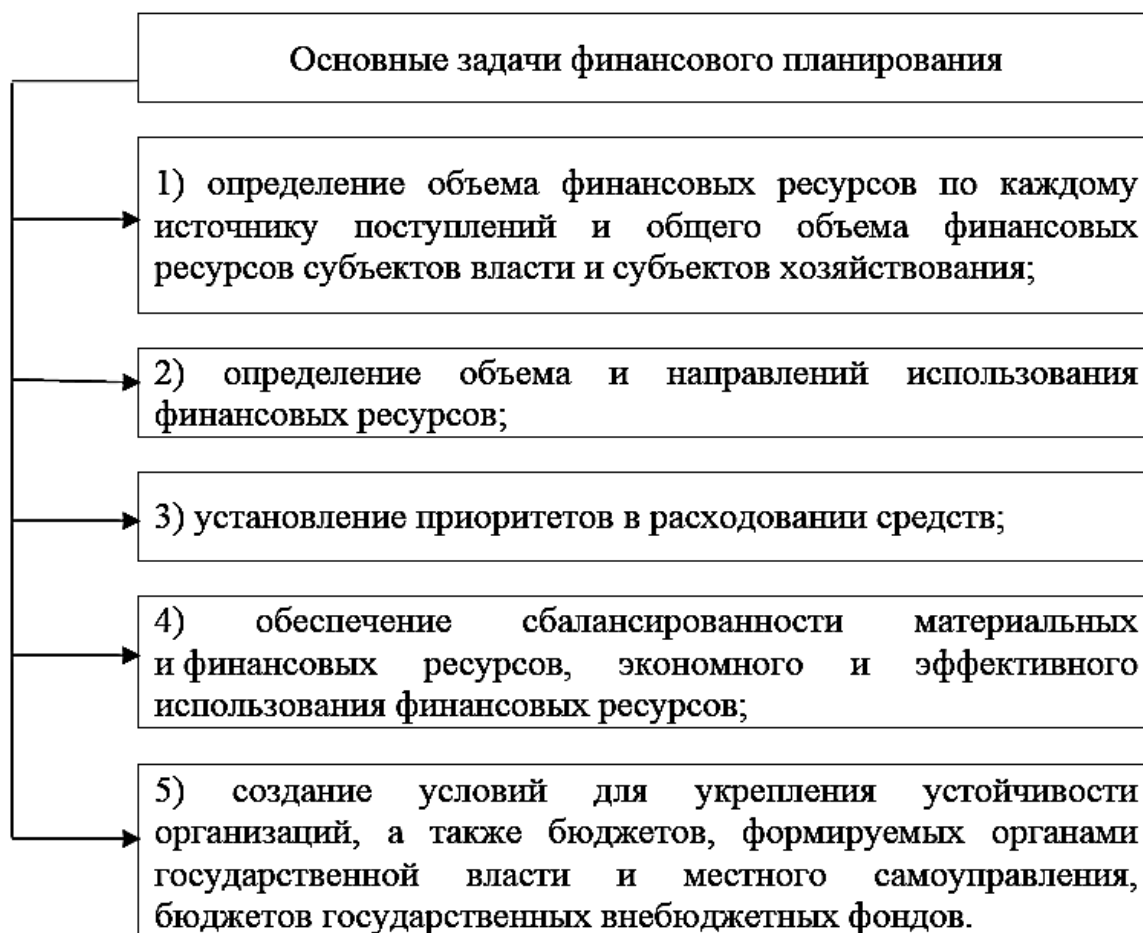 Основные задачи финансового планирования
1) определение объема финансовых ресурсов по каждому
источнику поступлений и общего объема финансовых
ресурсов субъектов власти и субъектов хозяйствования;
2) определение объема и направлений использования
финансовых ресурсов;
3) установление приоритетов в расходовании средств;
4) обеспечение сбалансированности материальных
и финансовых ресурсов, экономного и эффективного
использования финансовых ресурсов;
5) создание условий для укрепления устойчивости
организаций, а также бюджетов, формируемых органами
государственной власти и местного самоуправления,
бюджетов государственных внебюджетных фондов.